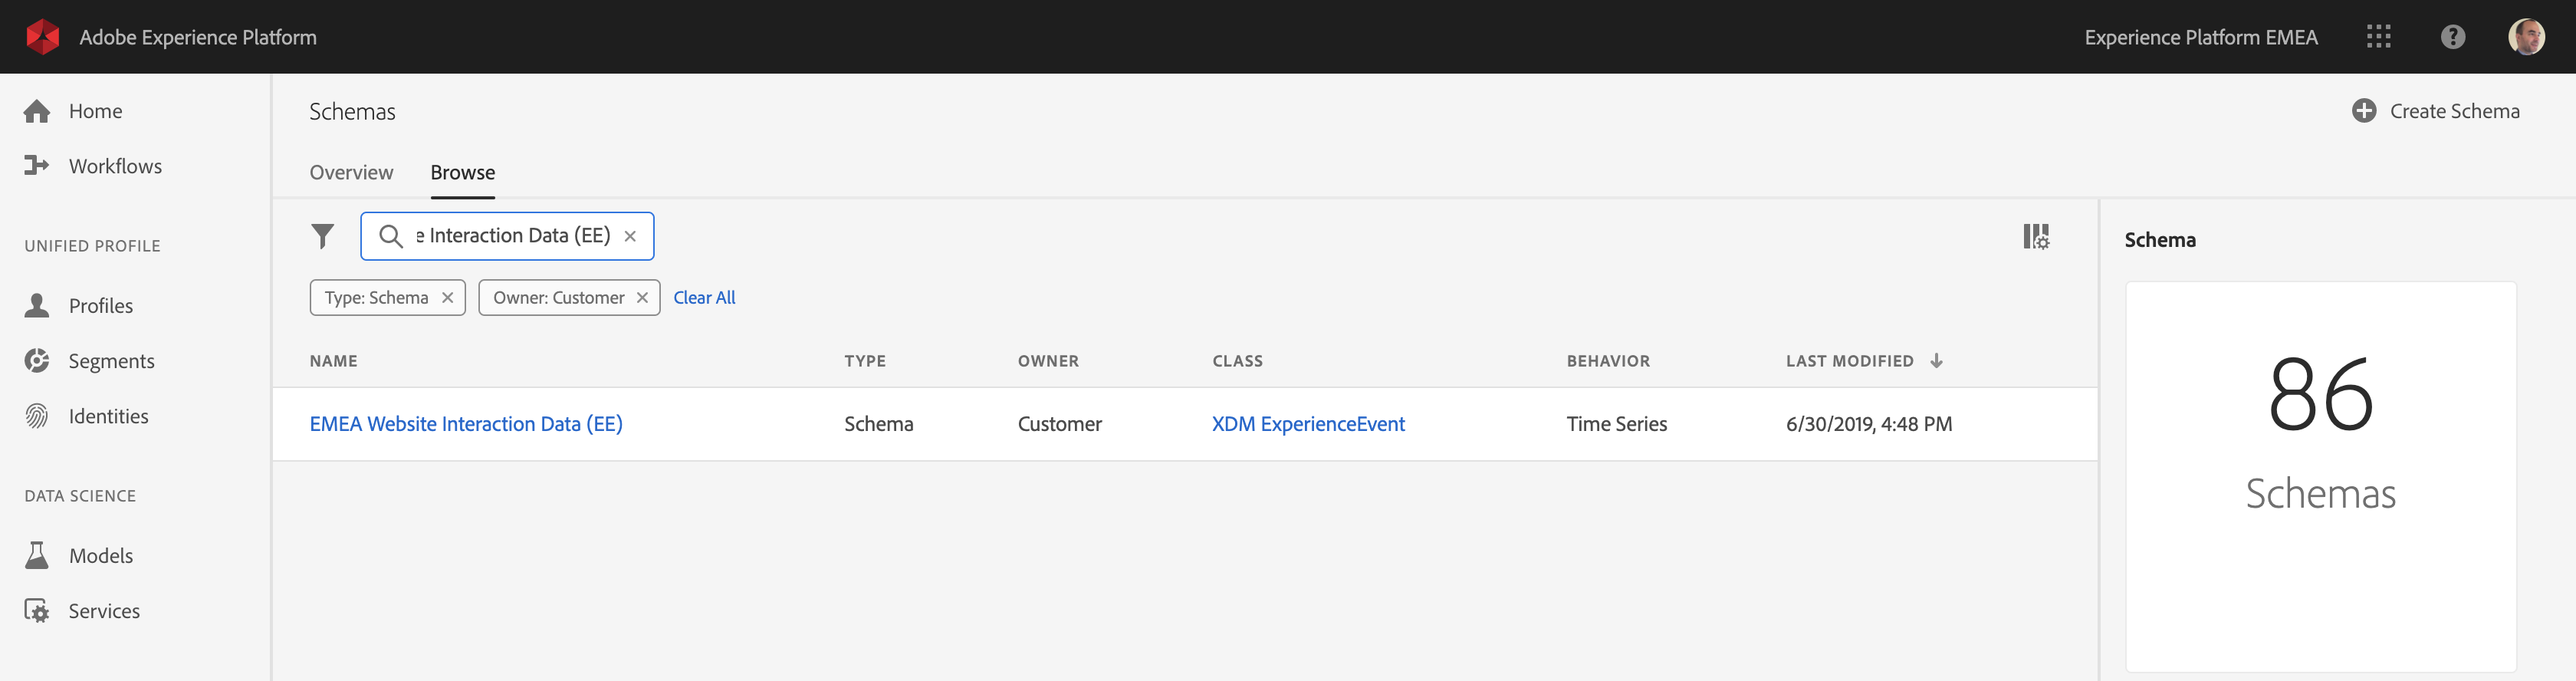 Adobe Experience Platform
Experience Platform EMEA
?
Home
Workflows
UNIFIED PROFILE
Profiles
Segments
Identities
DATA SCIENCE
Models
Services
Schemas
Create Schema
Overview
Browse
e Interaction Data (EE)
Type: Schema
Owner: Customer
Clear All
NAME TYPE OWNER CLASS BEHAVIOR LAST MODIFIED
EMEA Website Interaction Data (EE) Schema Customer XDM ExperienceEvent Time Series 6/30/2019, 4:48 PM
Schema
86
Schemas